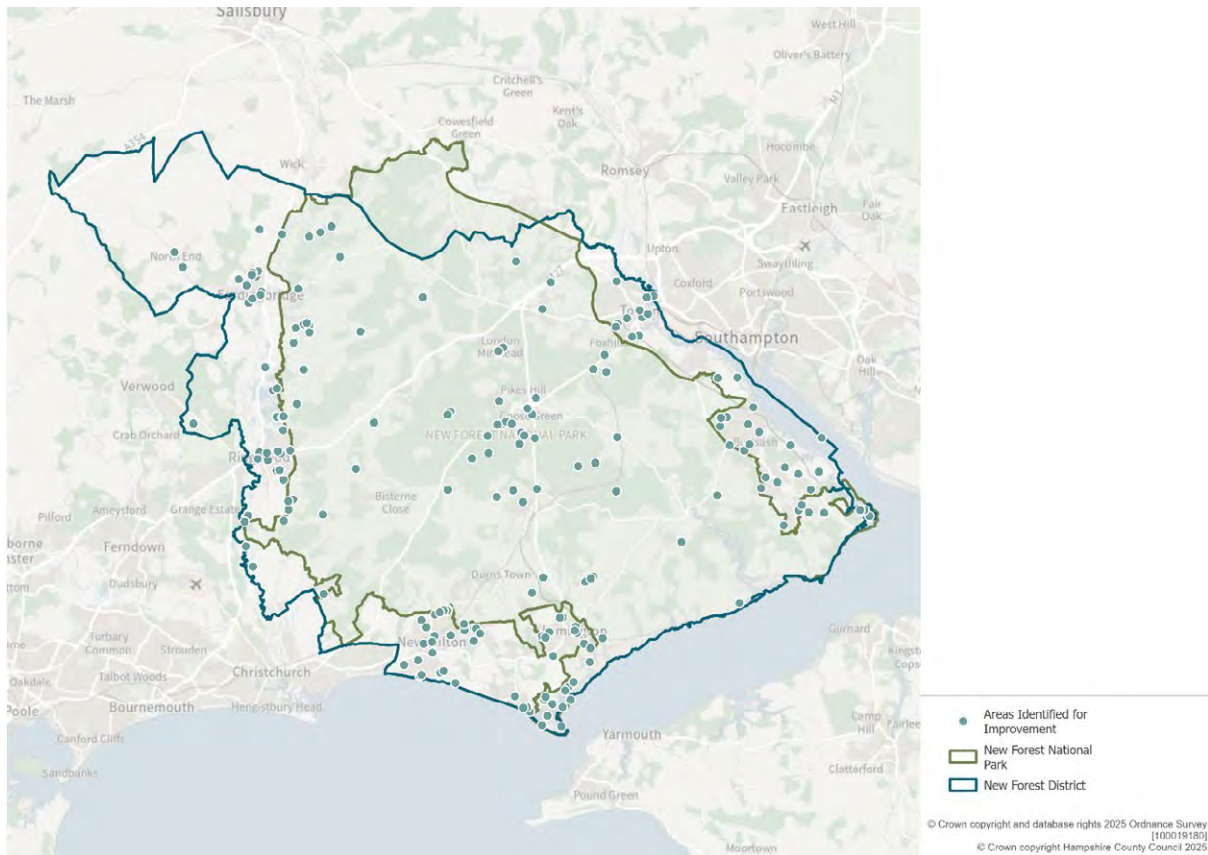 Salisbury
Wett Hill
Oliver's Battery
Critchell's
Green
The Marsh
Kent's
Oak
M3
Cowesfield
Green
A354
Hocombe
Wick
Romsey
Valley Park
Eastleigh
Fair
Oak
Upton
North End
Swaythling
Coxford
Portswood
Southampton
London
Foxhill
Oak
Hill
Verwood
Pikes Hill
Goose Green
Crab Orchard
NEW FOREST NATIONAL PARK
Bisterne
Close
Pilford
Ameysford
Grange Estate
Ferndown
Dudsbury
Durns Town
Gurnard
Turbary
Common
Strouden
Christchurch
Oakdale
Talbot Woods
Poole
Bournemouth
Hengistbury Head
Yarmouth
Camp
Hill
Canford Cliffs
Sandbanks
Clatterford
Pound Green
Moortown
Areas Identified for
Improvement
New Forest National
Park
New Forest District
© Crown copyright and database rights 2025 Ordnance Survey
[100019180]
© Crown copyright Hampshire County Council 2025